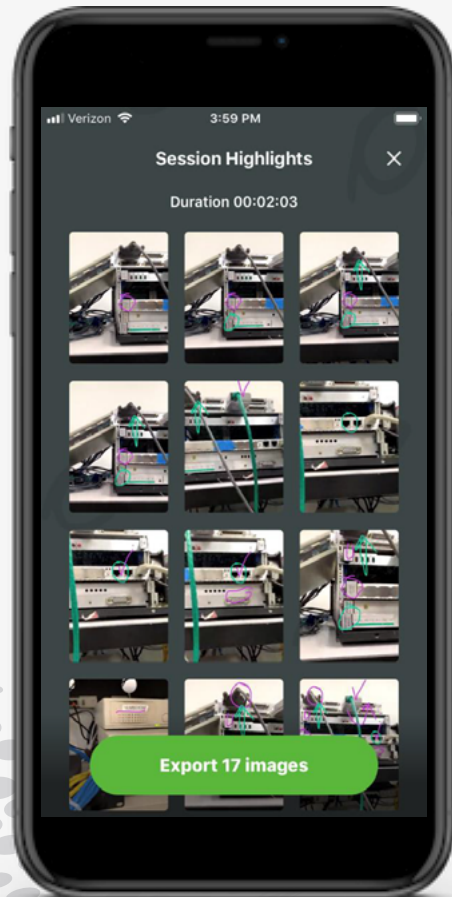 Verizon 3:59 PM
Session Highlights
Duration 00:02:03
Export 17 images